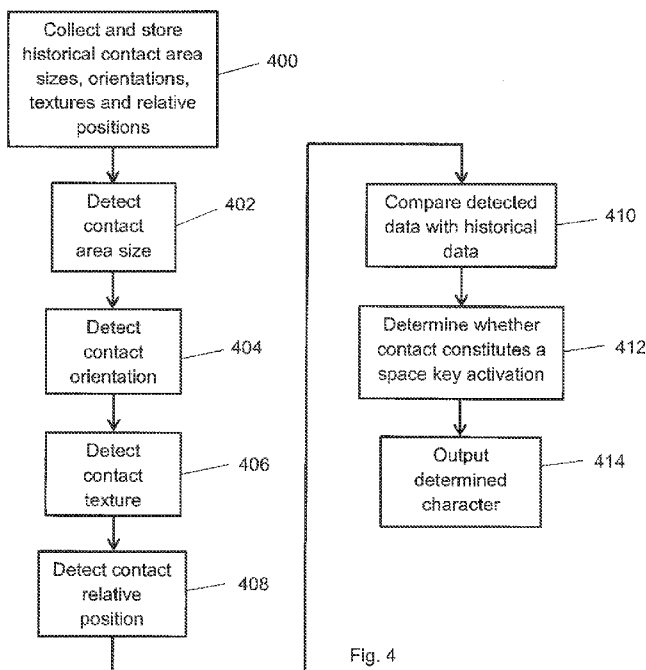 Collect and store
historical contact area
sizes, orientations,
textures and relative
positions
400
Detect
contact
area size
402
Detect
contact
orientation
404
Detect
contact
texture
406
Detect contact
relative
position
408
Compare detected
data with historical
data
410
Determine whether
contact constitutes a
space key activation
412
Output
determined
character
414
Fig. 4